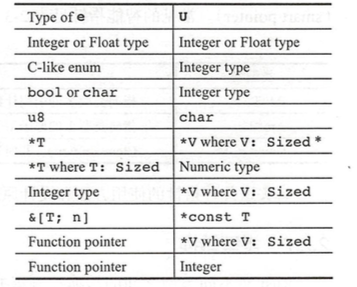 Type of e U
Integer or Float type Integer or Float type
C-like enum Integer type
bool or char Integer type
u8 char
*T *V where V: Sized *
*T where T: Sized Numeric type
Integer type *V where V: Sized
&[T; n] *const T
Function pointer *V where V: Sized
Function pointer Integer